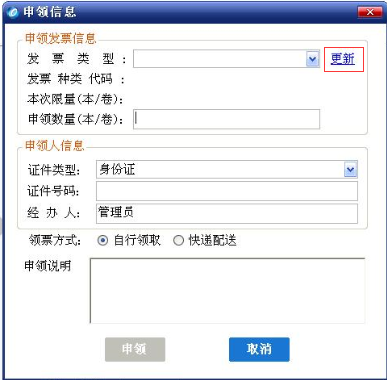 申领信息
申领发票信息
发 票 类 型： 更新
发票 种类 代码 ：
本次限量(本/卷)：
申领数量(本/卷)：
申领人信息
证件类型： 身份证
证件号码：
经 办 人： 管理员
领票方式： 自行领取 快递配送
申领说明
申领 取消